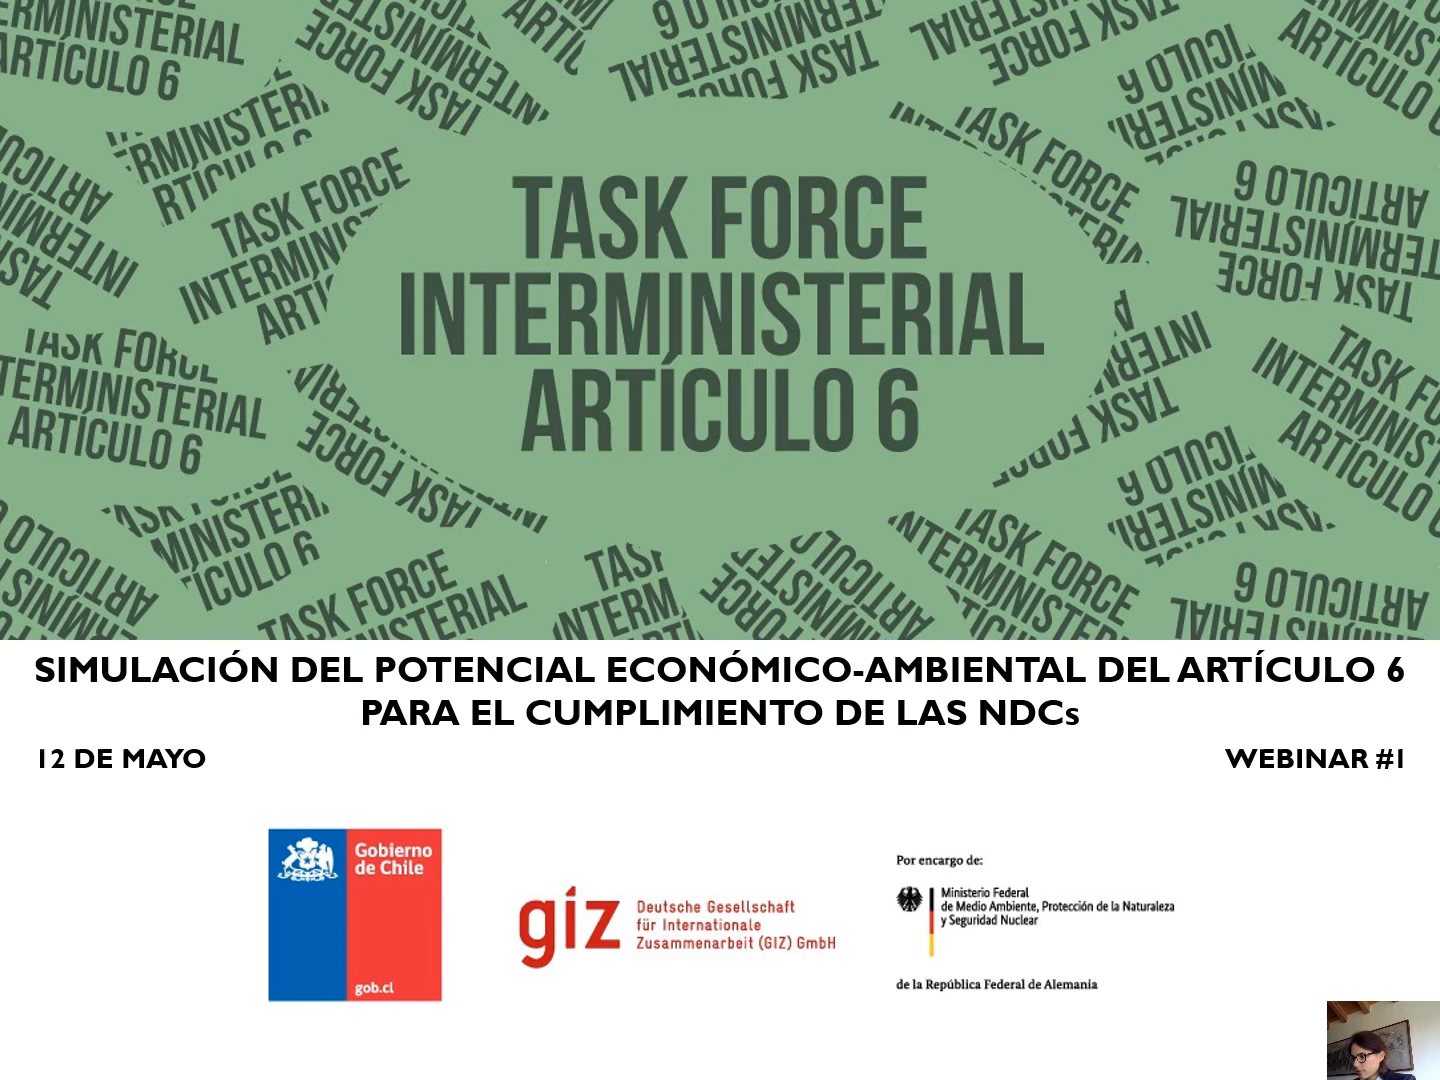 TASK FORCE
INTERMINISTERIAL
ARTÍCULO 6
SIMULACIÓN DEL POTENCIAL ECONÓMICO-AMBIENTAL DEL ARTÍCULO 6
PARA EL CUMPLIMIENTO DE LAS NDCs
12 DE MAYO
WEBINAR #1
Gobierno
de Chile
gob.cl
giz
Deutsche Gesellschaft
für Internationale
Zusammenarbeit (GIZ) GmbH
Por encargo de:
Ministerio Federal
de Medio Ambiente, Protección de la Naturaleza
y Seguridad Nuclear
de la República Federal de Alemania